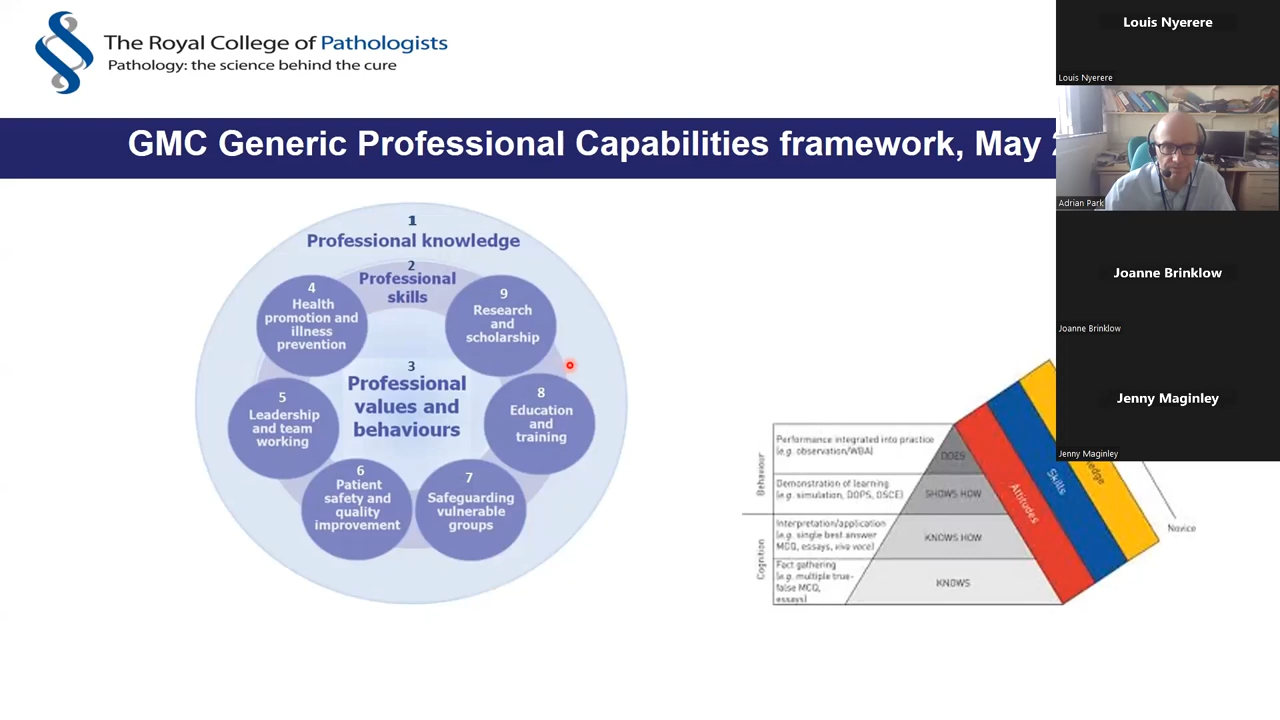 The Royal College of Pathologists
Pathology: the science behind the cure
GMC Generic Professional Capabilities framework, May
1
Professional knowledge
2
Professional
skills
3
Professional
values and
behaviours
4
Health
promotion and
illness
prevention
5
Leadership
and team
working
6
Patient
safety and
quality
improvement
7
Safeguarding
vulnerable
groups
8
Education
and
training
9
Research
and
scholarship
Behaviour
Cognition
Performance integrated into practice
(e.g. observation/WBA)
DOES
Demonstration of learning
(e.g. simulation, DOPS, OSCE)
SHOWS HOW
Interpretation/application
(e.g. single best answer
MCQ, essays, viva voce)
KNOWS HOW
Fact gathering
(e.g. multiple true-
false MCQ,
essays)
KNOWS
Attitudes
Skills
Novice
Louis Nyerere
Louis Nyerere
Adrian Park
Joanne Brinklow
Joanne Brinklow
Jenny Maginley
Jenny Maginley